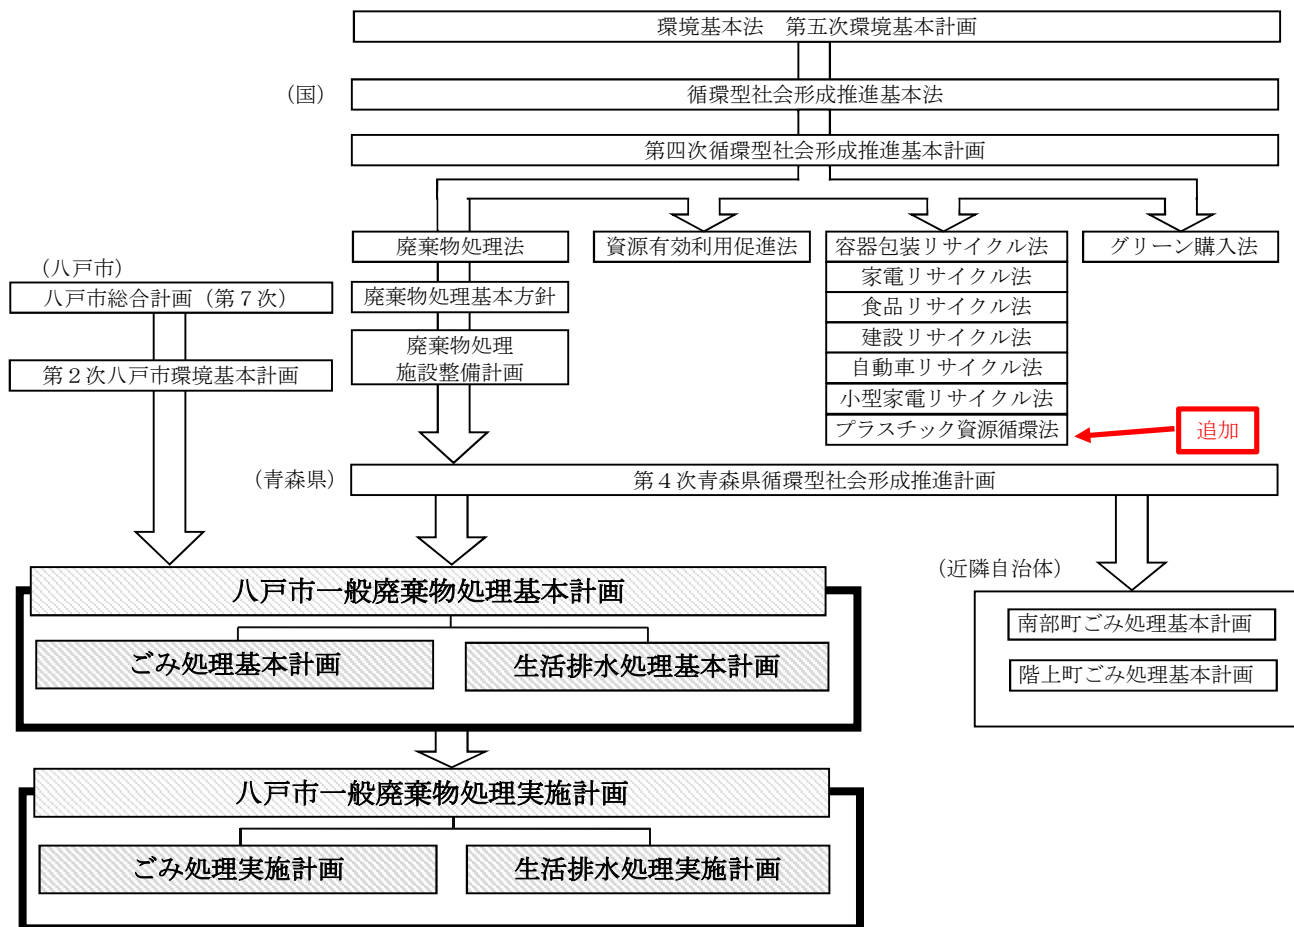 環境基本法　第五次環境基本計画
（国）
循環型社会形成推進基本法
第四次循環型社会形成推進基本計画
廃棄物処理法
資源有効利用促進法
容器包装リサイクル法
グリーン購入法
家電リサイクル法
食品リサイクル法
建設リサイクル法
自動車リサイクル法
小型家電リサイクル法
プラスチック資源循環法
追加
廃棄物処理基本方針
廃棄物処理
施設整備計画
（八戸市）
八戸市総合計画（第７次）
第２次八戸市環境基本計画
（青森県）
第４次青森県循環型社会形成推進計画
（近隣自治体）
南部町ごみ処理基本計画
階上町ごみ処理基本計画
八戸市一般廃棄物処理基本計画
ごみ処理基本計画
生活排水処理基本計画
八戸市一般廃棄物処理実施計画
ごみ処理実施計画
生活排水処理実施計画